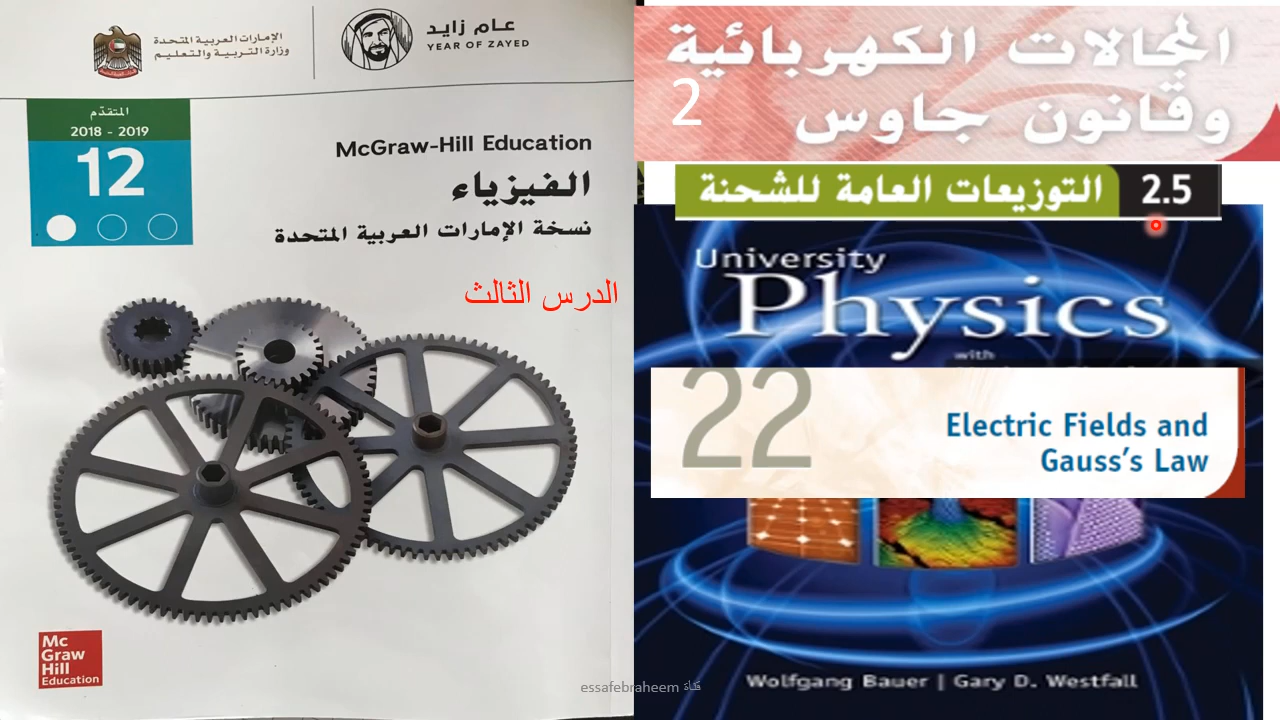 الإمارات العربية المتحدة
وزارة التربية والتعليم
عام زايد
YEAR OF ZAYED
المتقدّم
2018 - 2019
12
McGraw-Hill Education
الفيزياء
نسخة الإمارات العربية المتحدة
الدرس الثالث
Mc
Graw
Hill
Education
المجالات الكهربائية
وقانون جاوس
2
2.5 التوزيعات العامة للشحنة
University
Physics
with
22
Electric Fields and
Gauss's Law
Wolfgang Bauer | Gary D. Westfall
قناة essafebraheem